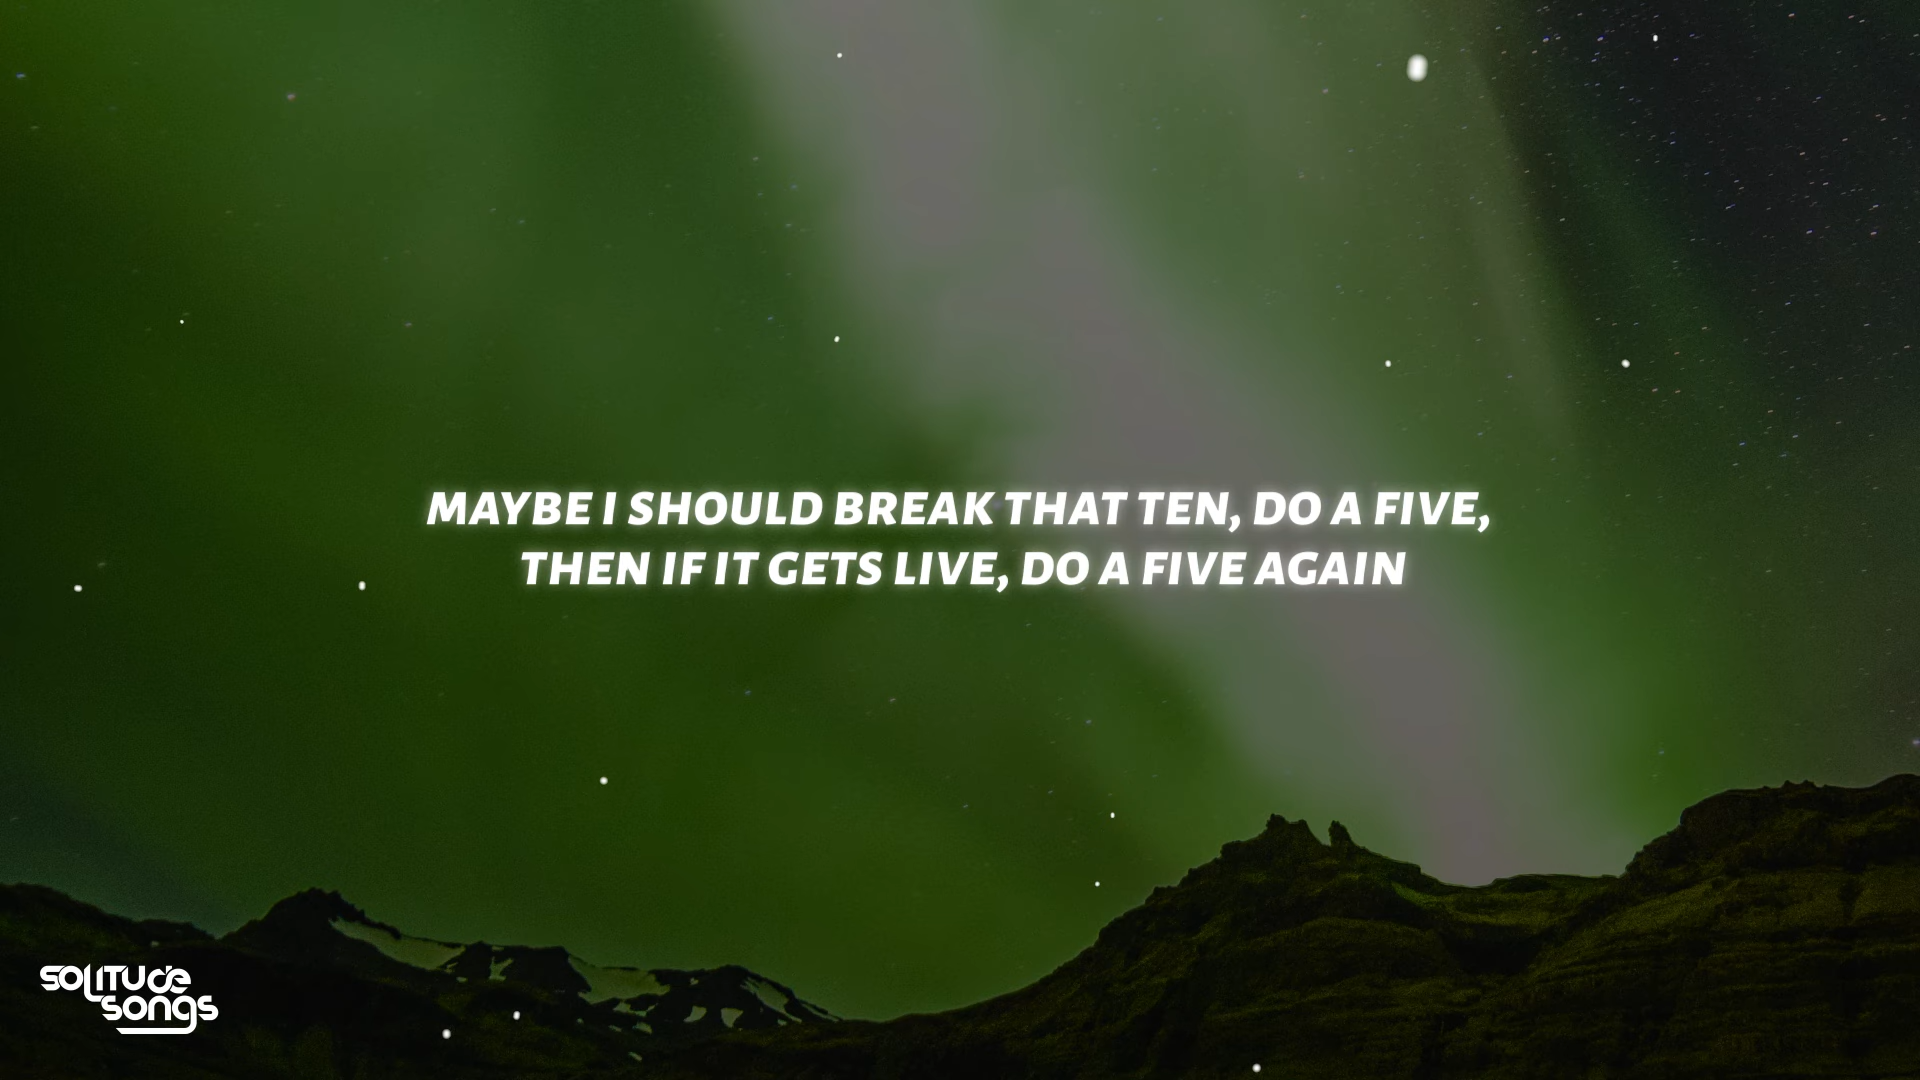 MAYBE I SHOULD BREAK THAT TEN, DO A FIVE,
THEN IF IT GETS LIVE, DO A FIVE AGAIN
SOLITUDE
SONGS